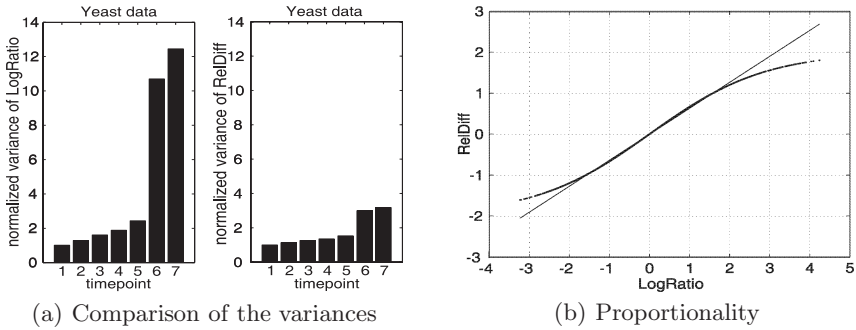 Yeast data
normalized variance of LogRatio
14
12
10
8
6
4
2
0
1 2 3 4 5 6 7
timepoint
Yeast data
normalized variance of RelDiff
14
12
10
8
6
4
2
0
1 2 3 4 5 6 7
timepoint
(a) Comparison of the variances
RelDiff
3
2
1
0
-1
-2
-3
-4 -3 -2 -1 0 1 2 3 4 5
LogRatio
(b) Proportionality